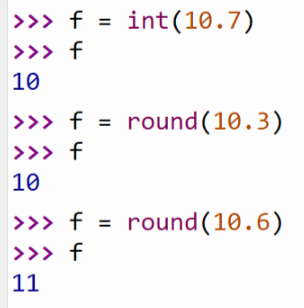 >>> f = int(10.7)
>>> f
10
>>> f = round(10.3)
>>> f
10
>>> f = round(10.6)
>>> f
11